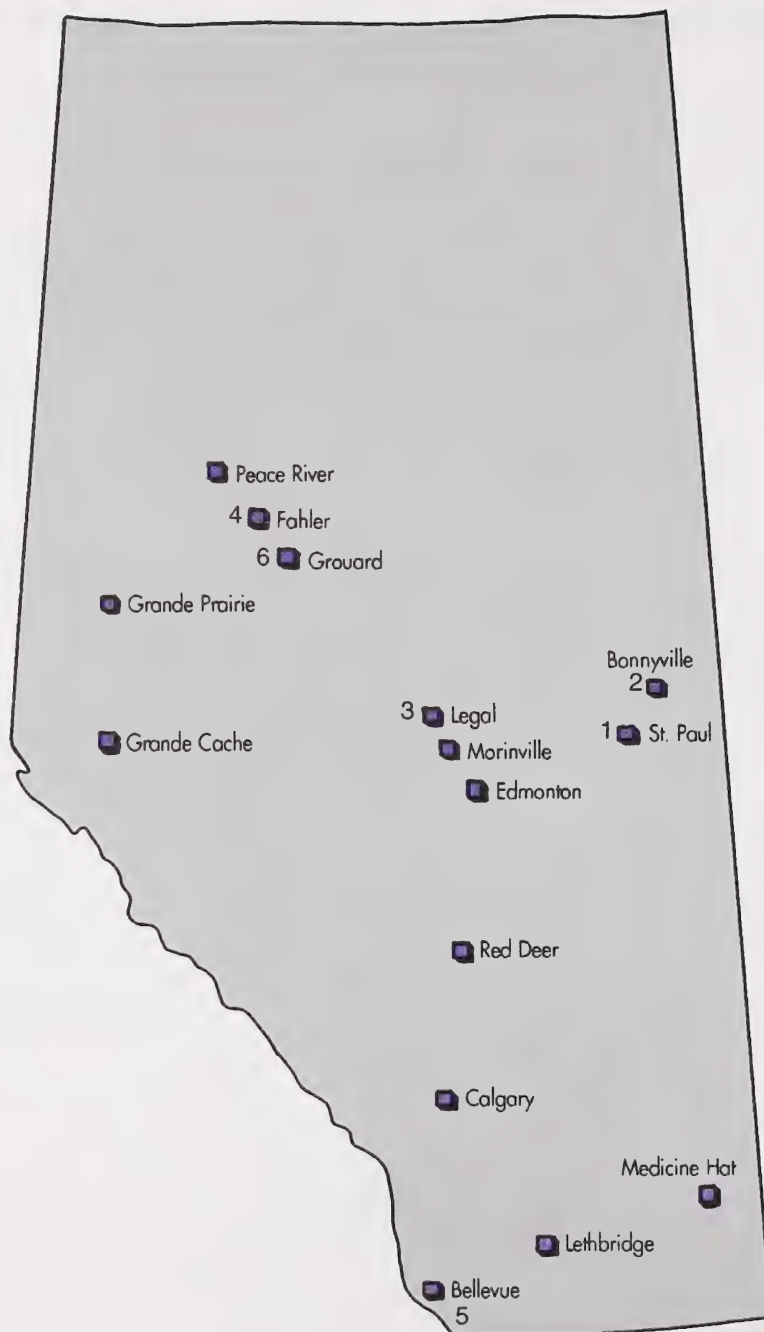 Peace River
4 Fahler
6 Grouard
Grande Prairie
Bonnyville
2
3 Legal
1 St. Paul
Grande Cache
Morinville
Edmonton
Red Deer
Calgary
Medicine Hat
Lethbridge
Bellevue
5